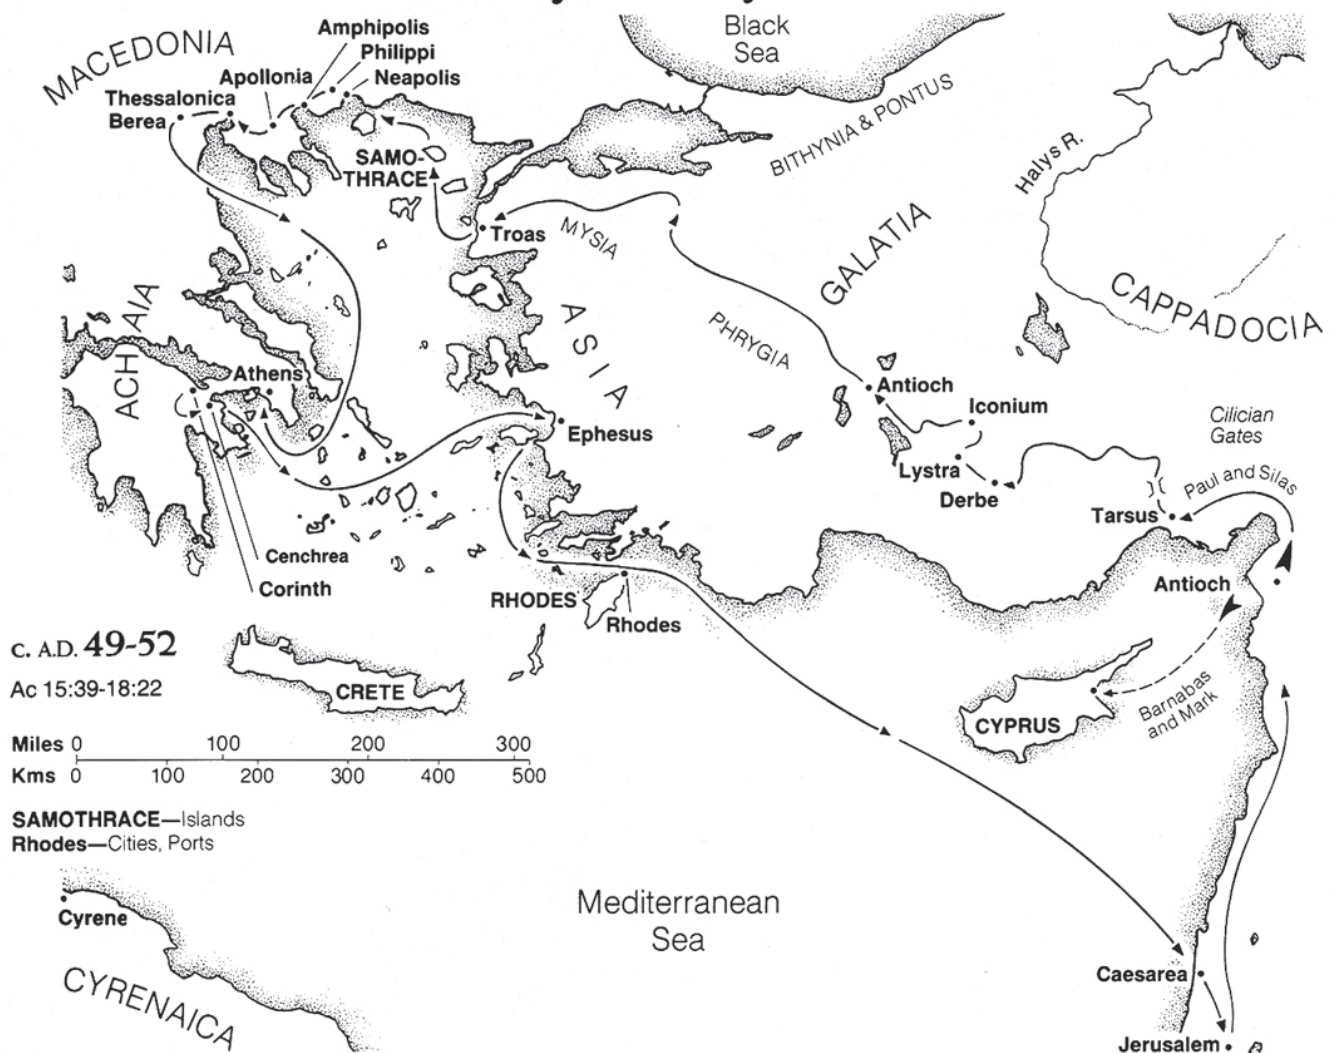 Black
Sea
MACEDONIA
Amphipolis
Philippi
Neapolis
Apollonia
Thessalonica
Berea
SAMO-
THRACE
BITHYNIA & PONTUS
Halys R.
Troas
MYSIA
GALATIA
CAPPADOCIA
ASIA
PHRYGIA
ACHAIA
Athens
Antioch
Iconium
Cilician
Gates
Ephesus
Lystra
Derbe
Paul and Silas
Tarsus
Cenchrea
Corinth
Antioch
RHODES
Rhodes
C. A.D. 49-52
Ac 15:39-18:22
CRETE
CYPRUS
Barnabas
and Mark
Miles 0 100 200 300
Kms 0 100 200 300 400 500
SAMOTHRACE—Islands
Rhodes—Cities, Ports
Mediterranean
Sea
Cyrene
CYRENAICA
Caesarea
Jerusalem